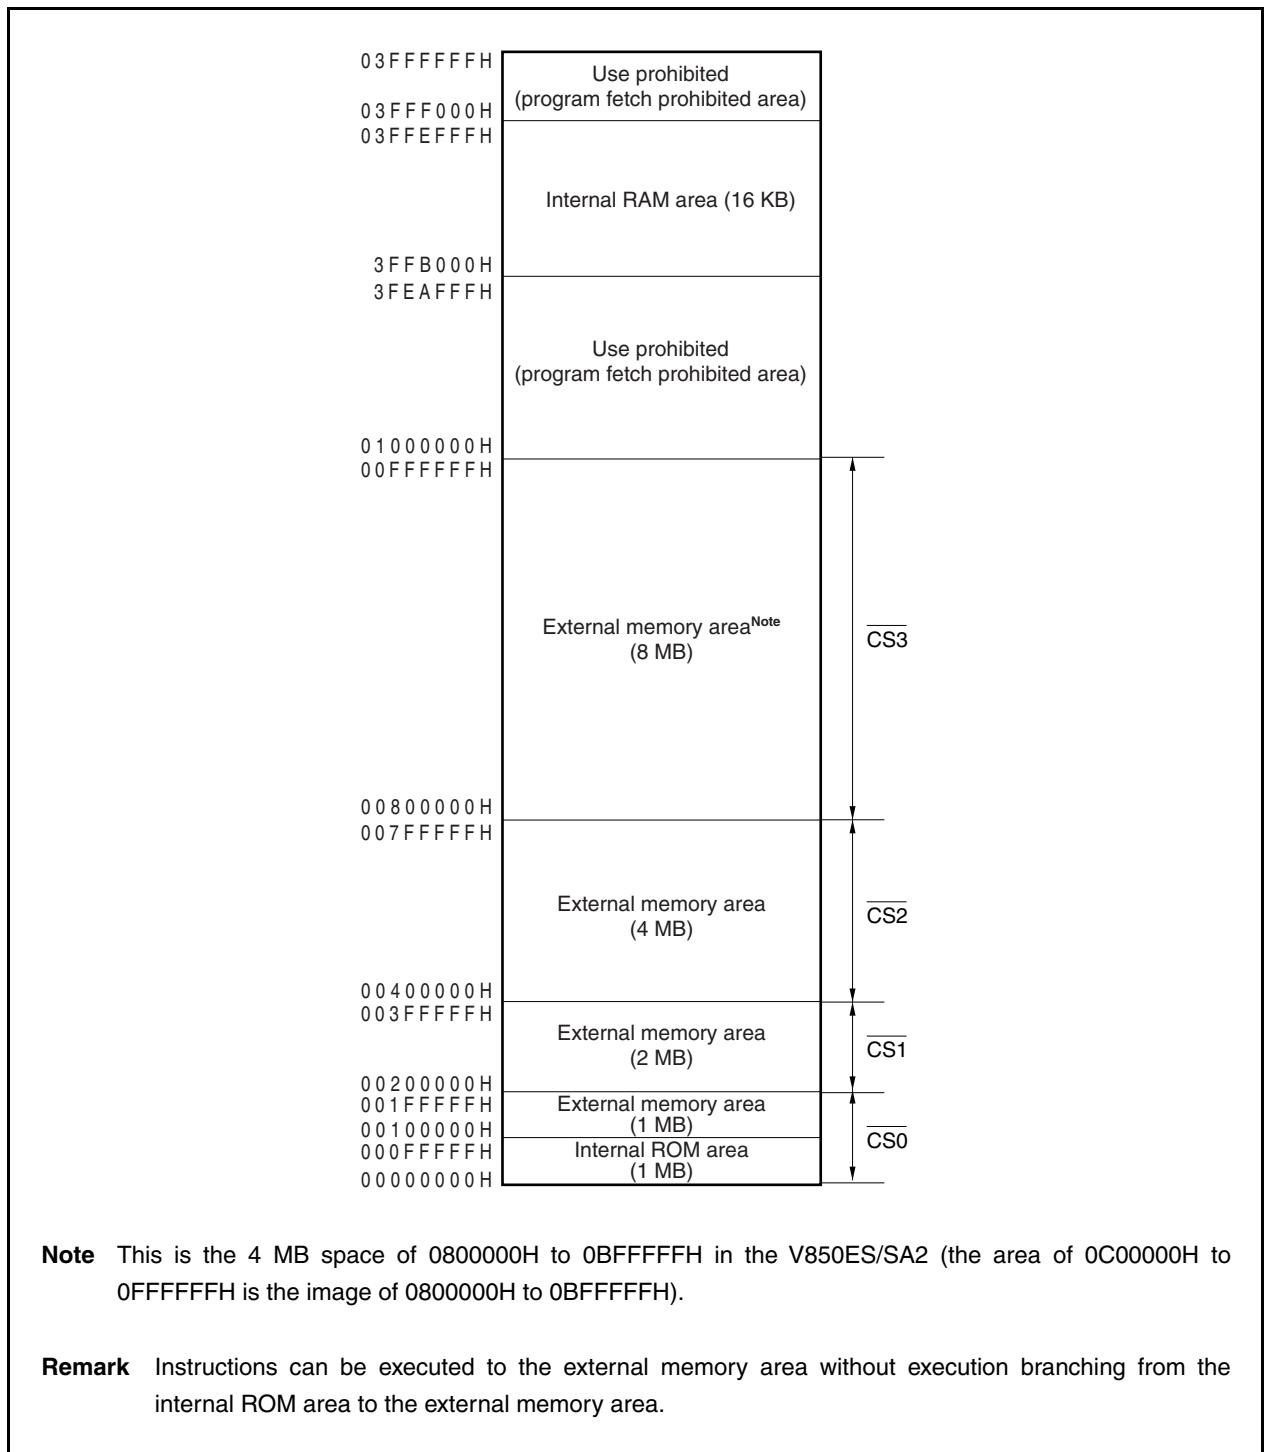 03FFFFFFH
Use prohibited
(program fetch prohibited area)
03FFF000H
03FFEFFFH
Internal RAM area (16 KB)
3FFB000H
3FEAFFFH
Use prohibited
(program fetch prohibited area)
01000000H
00FFFFFFH
External memory areaNote
(8 MB)
CS3
00800000H
007FFFFFH
External memory area
(4 MB)
CS2
00400000H
003FFFFFH
External memory area
(2 MB)
CS1
00200000H
001FFFFFH
External memory area
(1 MB)
00100000H
CS0
000FFFFFH
Internal ROM area
(1 MB)
00000000H
Note This is the 4 MB space of 0800000H to 0BFFFFFH in the V850ES/SA2 (the area of 0C00000H to
0FFFFFFH is the image of 0800000H to 0BFFFFFH).
Remark Instructions can be executed to the external memory area without execution branching from the
internal ROM area to the external memory area.